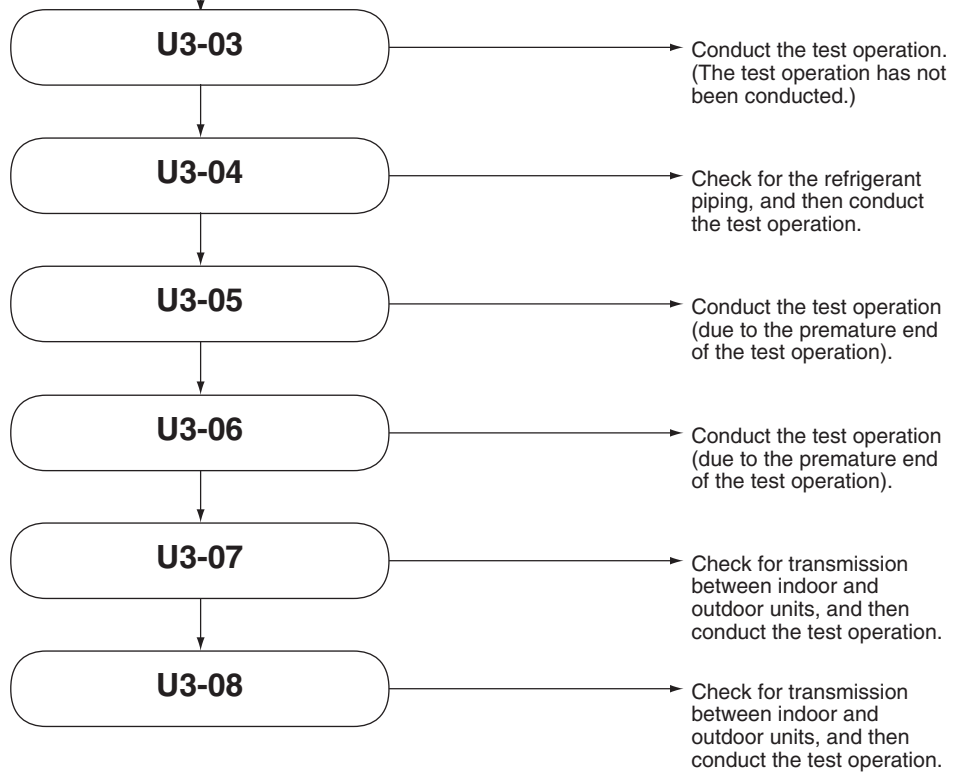 U3-03
Conduct the test operation.
(The test operation has not
been conducted.)
U3-04
Check for the refrigerant
piping, and then conduct
the test operation.
U3-05
Conduct the test operation
(due to the premature end
of the test operation).
U3-06
Conduct the test operation
(due to the premature end
of the test operation).
U3-07
Check for transmission
between indoor and
outdoor units, and then
conduct the test operation.
U3-08
Check for transmission
between indoor and
outdoor units, and then
conduct the test operation.